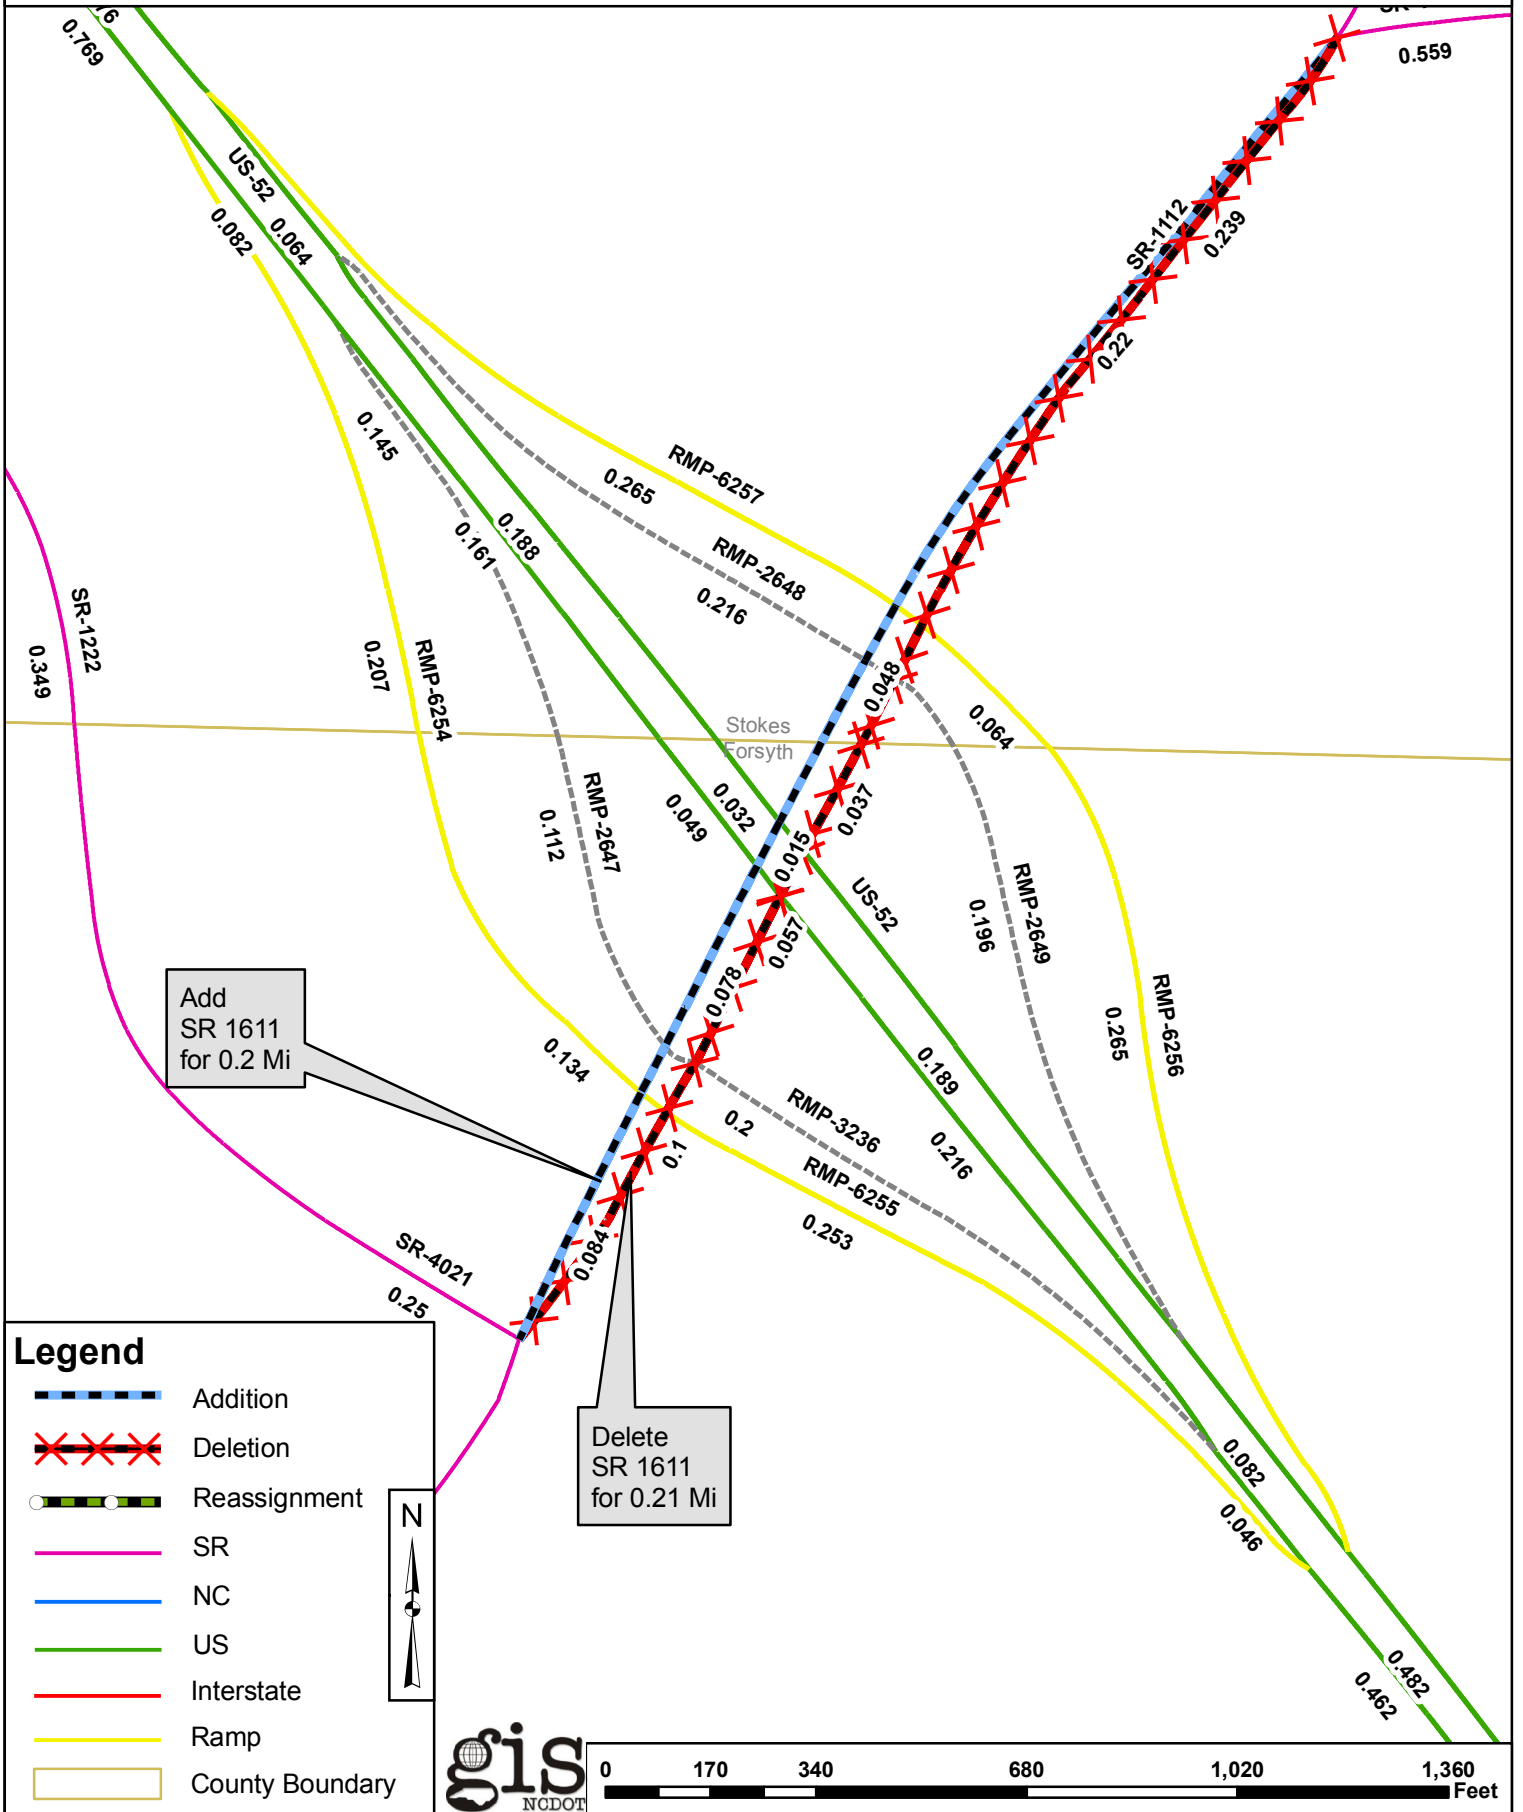 76
0.769
0.559
US-52
0.064
0.082
SR-1112
0.239
0.22
0.145
0.161
0.188
RMP-6257
0.265
RMP-2648
0.216
SR-1222
0.349
RMP-6254
0.207
0.048
Stokes
Forsyth
0.064
RMP-2647
0.112
0.032
0.049
0.037
0.015
US-52
0.057
0.078
RMP-2649
0.196
RMP-6256
0.265
Add
SR 1611
for 0.2 Mi
0.134
0.189
0.216
RMP-3236
0.2
0.1
RMP-6255
0.253
0.084
SR-4021
0.25
Delete
SR 1611
for 0.21 Mi
0.082
0.046
0.482
0.462
Legend
Addition
Deletion
Reassignment
SR
NC
US
Interstate
Ramp
County Boundary
N
gis
NCDOT
0 170 340 680 1,020 1,360
Feet